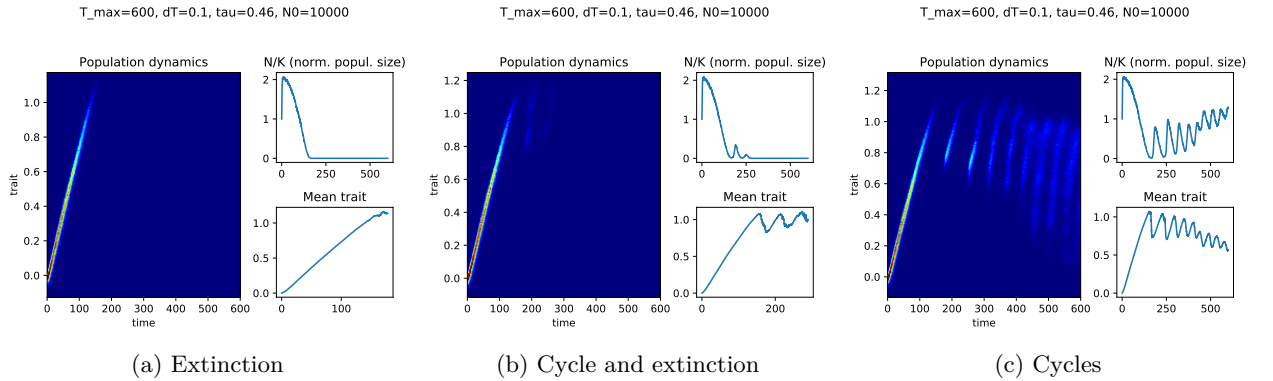 T_max=600, dT=0.1, tau=0.46, N0=10000
Population dynamics
trait
1.0
0.8
0.6
0.4
0.2
0.0
0 100 200 300 400 500 600
time
N/K (norm. popul. size)
2
1
0
0 500
Mean trait
1.0
0.5
0.0
0 100
(a) Extinction
T_max=600, dT=0.1, tau=0.46, N0=10000
Population dynamics
trait
1.2
1.0
0.8
0.6
0.4
0.2
0.0
0 100 200 300 400 500 600
time
N/K (norm. popul. size)
2
1
0
0 500
Mean trait
1.0
0.5
0.0
0 200
(b) Cycle and extinction
T_max=600, dT=0.1, tau=0.46, N0=10000
Population dynamics
trait
1.2
1.0
0.8
0.6
0.4
0.2
0.0
0 100 200 300 400 500 600
time
N/K (norm. popul. size)
2
1
0
0 250 500
Mean trait
1.0
0.5
0.0
0 250 500
(c) Cycles